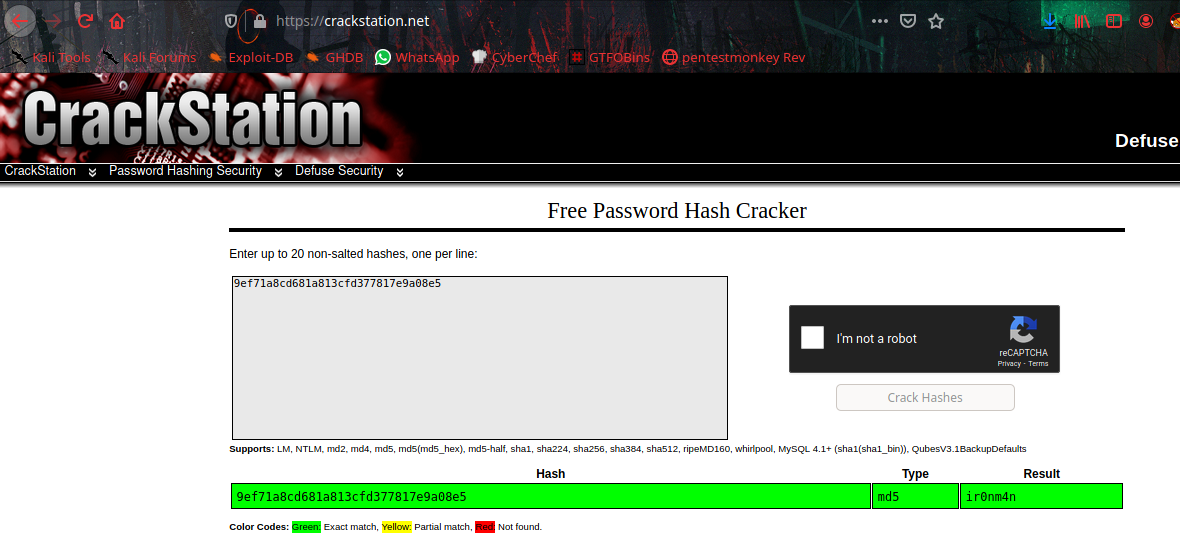 https://crackstation.net
Kali Tools Kali Forums Exploit-DB GHDB WhatsApp CyberChef GTFOBins pentestmonkey Rev
CrackStation
Defuse
CrackStation Password Hashing Security Defuse Security
Free Password Hash Cracker
Enter up to 20 non-salted hashes, one per line:
9ef71a8cd681a813cfd377817e9a08e5
I'm not a robot
reCAPTCHA
Privacy - Terms
Crack Hashes
Supports: LM, NTLM, md2, md4, md5, md5(md5_hex), md5-half, sha1, sha224, sha256, sha384, sha512, ripeMD160, whirlpool, MySQL 4.1+ (sha1(sha1_bin)), QubesV3.1BackupDefaults
Hash Type Result
9ef71a8cd681a813cfd377817e9a08e5 md5 ir0nm4n
Color Codes: Green: Exact match, Yellow: Partial match, Red: Not found.